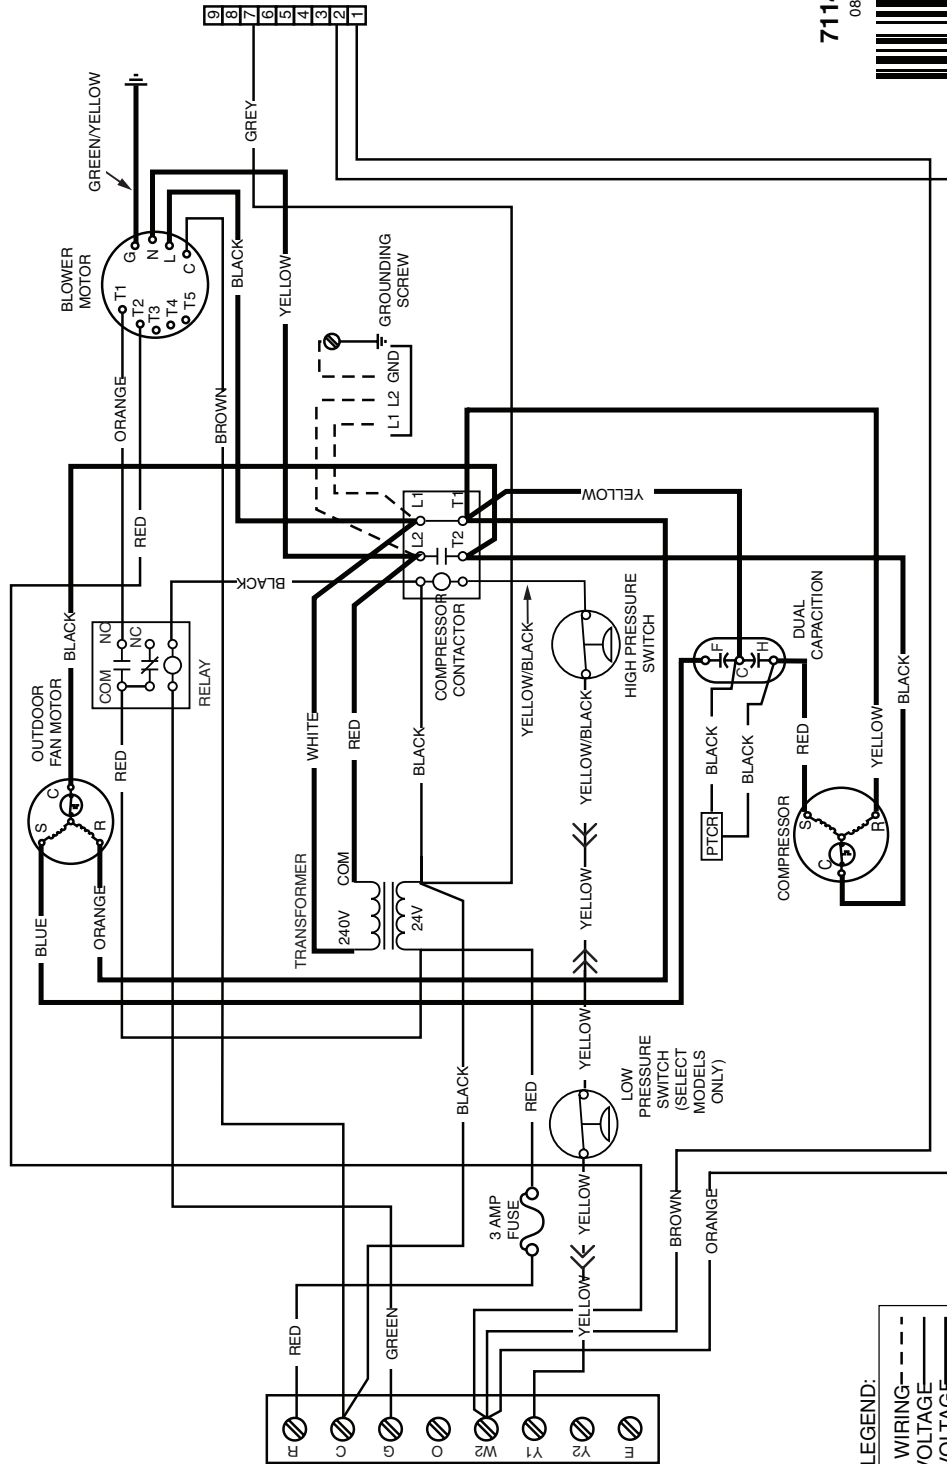 9
8
7
6
5
4
3
2
1
GREY
GREEN/YELLOW
BLOWER
MOTOR
G
N
L
C
T1
T2
T3
T4
T5
BLACK
YELLOW
GROUNDING
SCREW
L1 L2 GND
ORANGE
RED
BROWN
BLACK
OUTDOOR
FAN MOTOR
C
S
R
COM
NO
NC
RELAY
BLACK
L2
L1
T2
T1
COMPRESSOR
CONTACTOR
YELLOW
YELLOW/BLACK
HIGH PRESSURE
SWITCH
YELLOW/BLACK
DUAL
CAPACITION
F
C
H
BLACK
BLACK
PTCR
RED
YELLOW
BLACK
COMPRESSOR
S
R
C
RED
WHITE
RED
BLACK
TRANSFORMER
240V
COM
24V
BLUE
ORANGE
YELLOW
YELLOW
LOW
PRESSURE
SWITCH
(SELECT
MODELS
ONLY)
BLACK
RED
3 AMP
FUSE
YELLOW
YELLOW
BROWN
ORANGE
RED
GREEN
R
C
G
O
W2
Y1
Y2
E
LEGEND:
WIRING
VOLTAGE
VOLTAGE